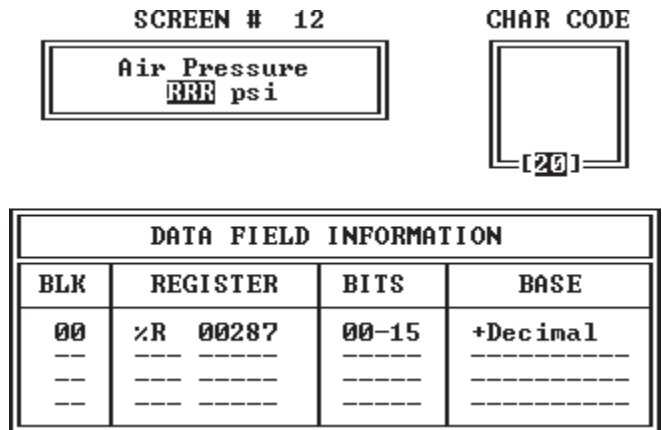 SCREEN # 12 CHAR CODE
Air Pressure
RRR psi
[20]
DATA FIELD INFORMATION
BLK REGISTER BITS BASE
00 %R 00287 00-15 +Decimal
-- --- ----- ----- ----------
-- --- ----- ----- ----------
-- --- ----- ----- ----------